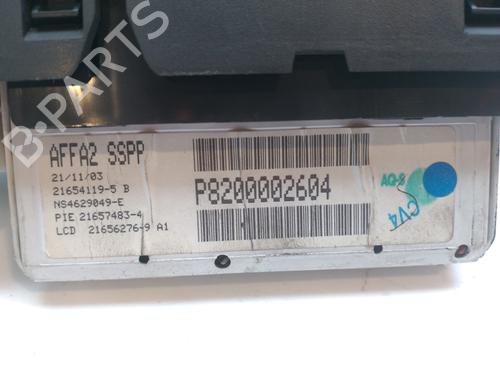 B-PARTS
AFFA2 SSPP
21/11/03
21654119-5 B
NS4629049-E
PIE 21657483-4
LCD 21656276-9 A1
P8200002604
AQ-8
CV4